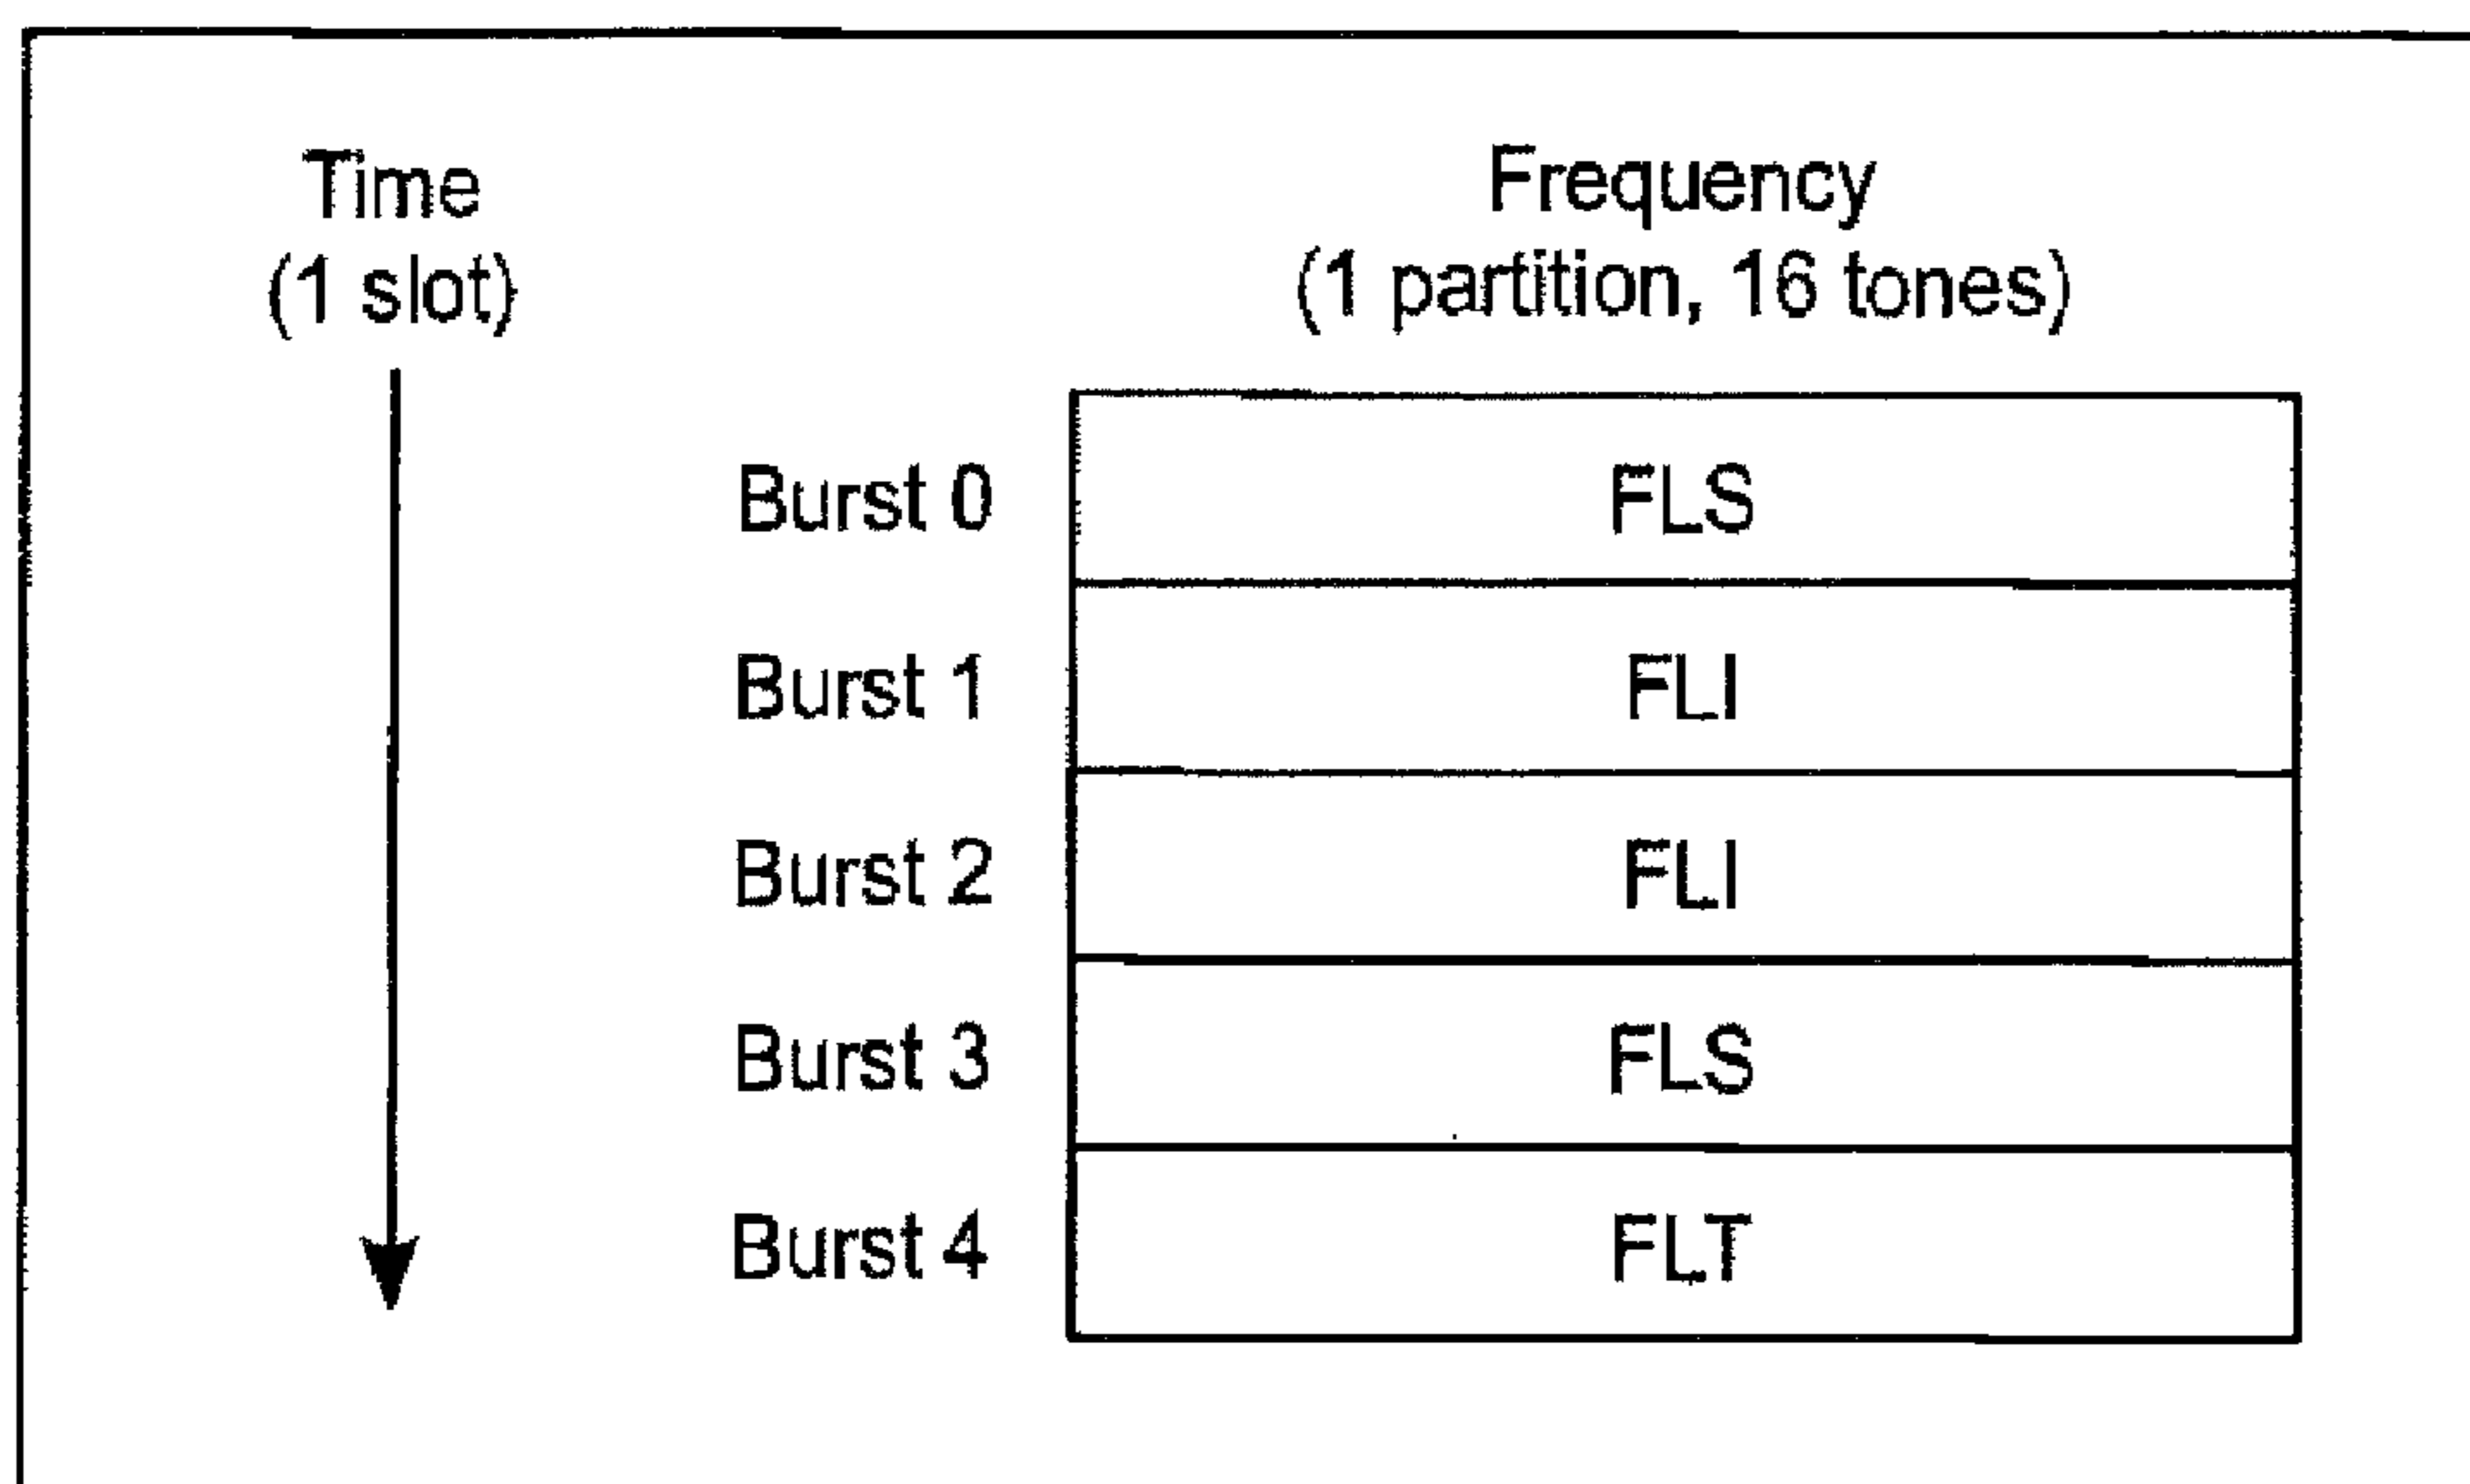 Time
(1 slot)
Frequency
(1 partition, 16 tones)
Burst 0 FLS
Burst 1 FLI
Burst 2 FLI
Burst 3 FLS
Burst 4 FLT